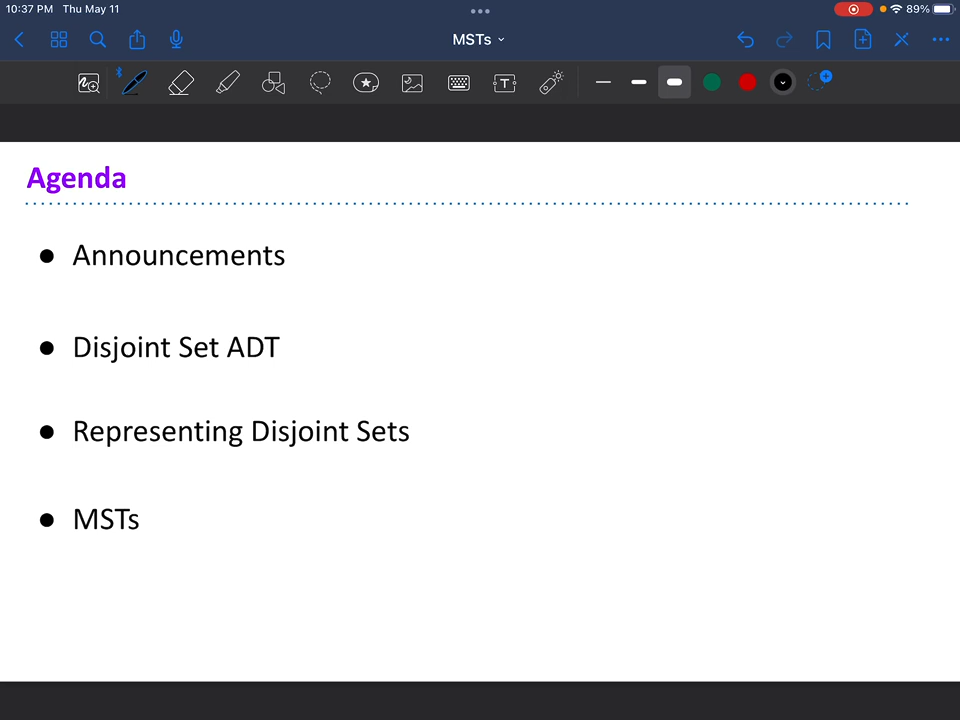 10:37 PM Thu May 11
89%
MSTs
T
Agenda
● Announcements
● Disjoint Set ADT
● Representing Disjoint Sets
● MSTs